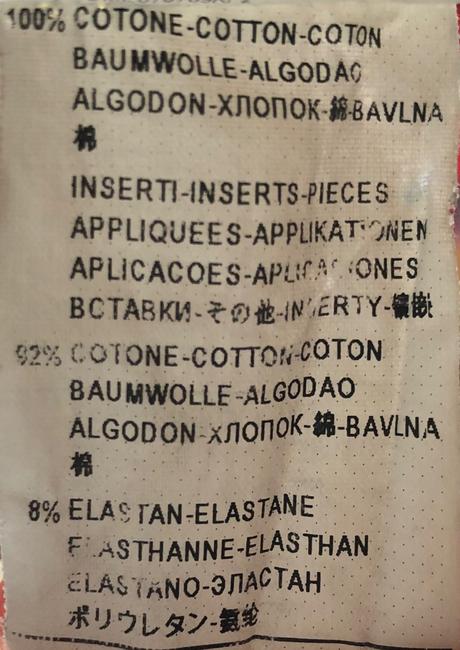 100% COTONE-COTTON-COTON
BAUMWOLLE-ALGODAO
ALGODON-ХЛОПОК-綿-BAVLNA
棉
INSERTI-INSERTS-PIECES
APPLIQUEES-APPLIKATIONEN
APLICACOES-APLICACIONES
ВСТАВКИ-その他-INSERTY-镶嵌
92% COTONE-COTTON-COTON
BAUMWOLLE-ALGODAO
ALGODON-ХЛОПОК-綿-BAVLNA
棉
8% ELASTAN-ELASTANE
ELASTHANNE-ELASTHAN
ELASTANO-ЭЛАСТАН
ポリウレタン-氨纶